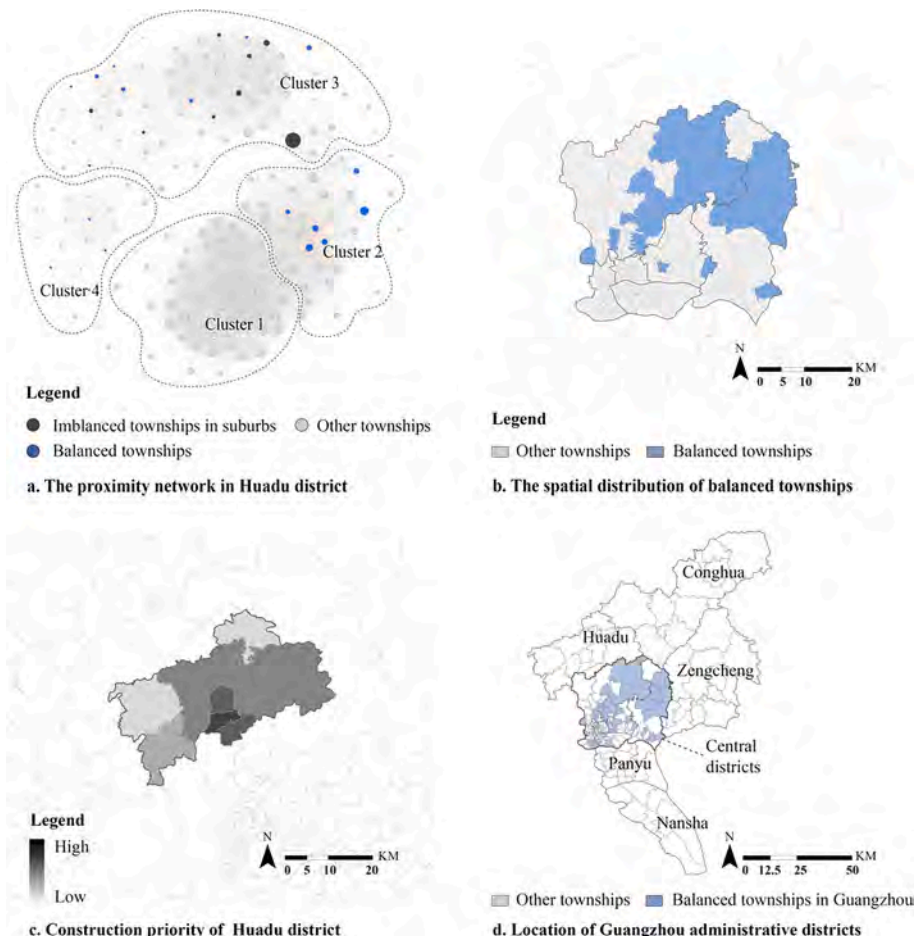 Cluster 3
Cluster 2
Cluster 4
Cluster 1
Legend
Imblanced townships in suburbs Other townships
Balanced townships
a. The proximity network in Huadu district
N
0 5 10 20 KM
Legend
Other townships Balanced townships
b. The spatial distribution of balanced townships
Legend
High
Low
N
0 5 10 20 KM
c. Construction priority of Huadu district
Conghua
Huadu
Zengcheng
Central
districts
Panyu
Nansha
N
0 12.5 25 50 KM
Other townships Balanced townships in Guangzhou
d. Location of Guangzhou administrative districts